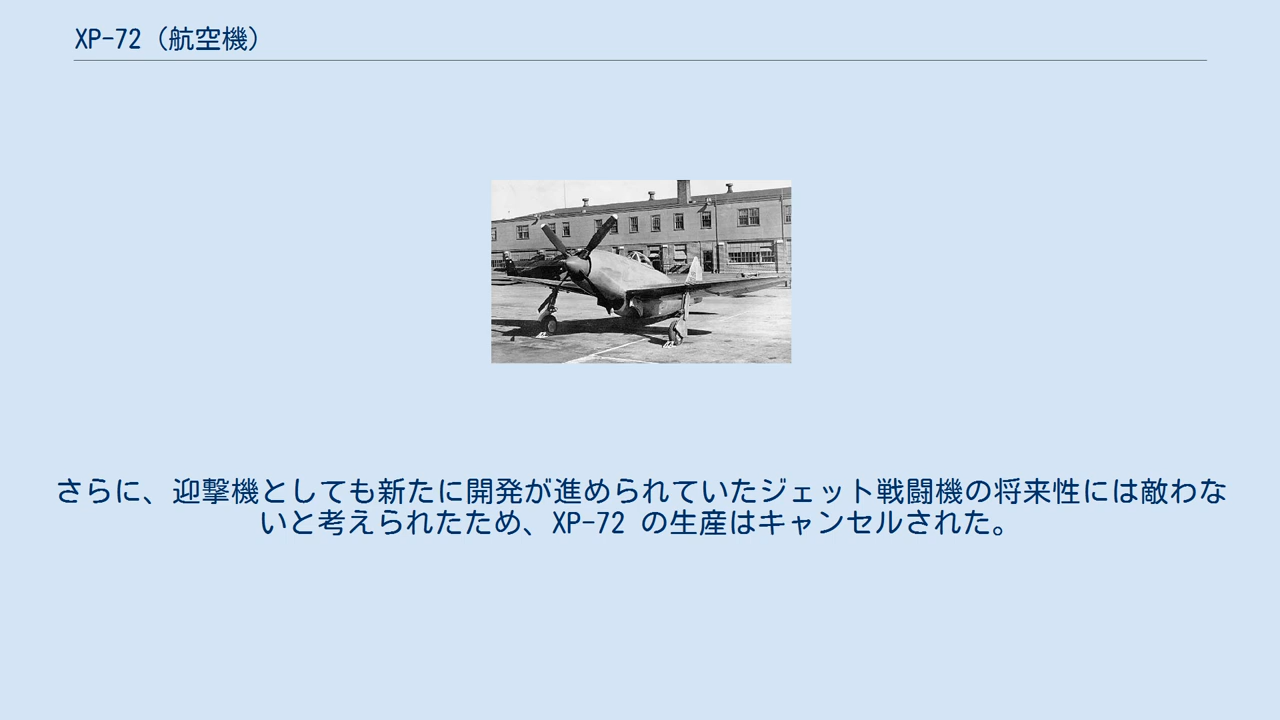 XP-72（航空機）
さらに、迎撃機としても新たに開発が進められていたジェット戦闘機の将来性には敵わな
いと考えられたため、XP-72 の生産はキャンセルされた。